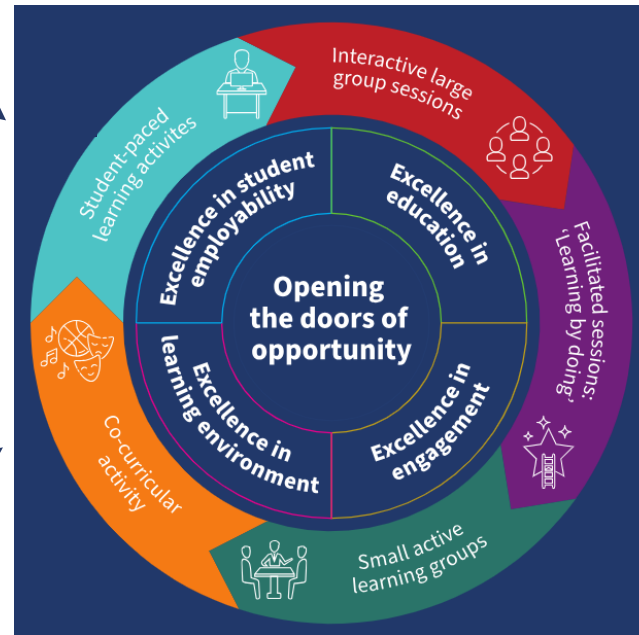 Interactive large
group sessions
Facilitated sessions:
‘Learning by doing’
Small active
learning groups
Co-curricular
activity
Student-paced
learning activites
Excellence in student
employability
Excellence in
education
Excellence in
engagement
Excellence in
learning environment
Opening
the doors of
opportunity